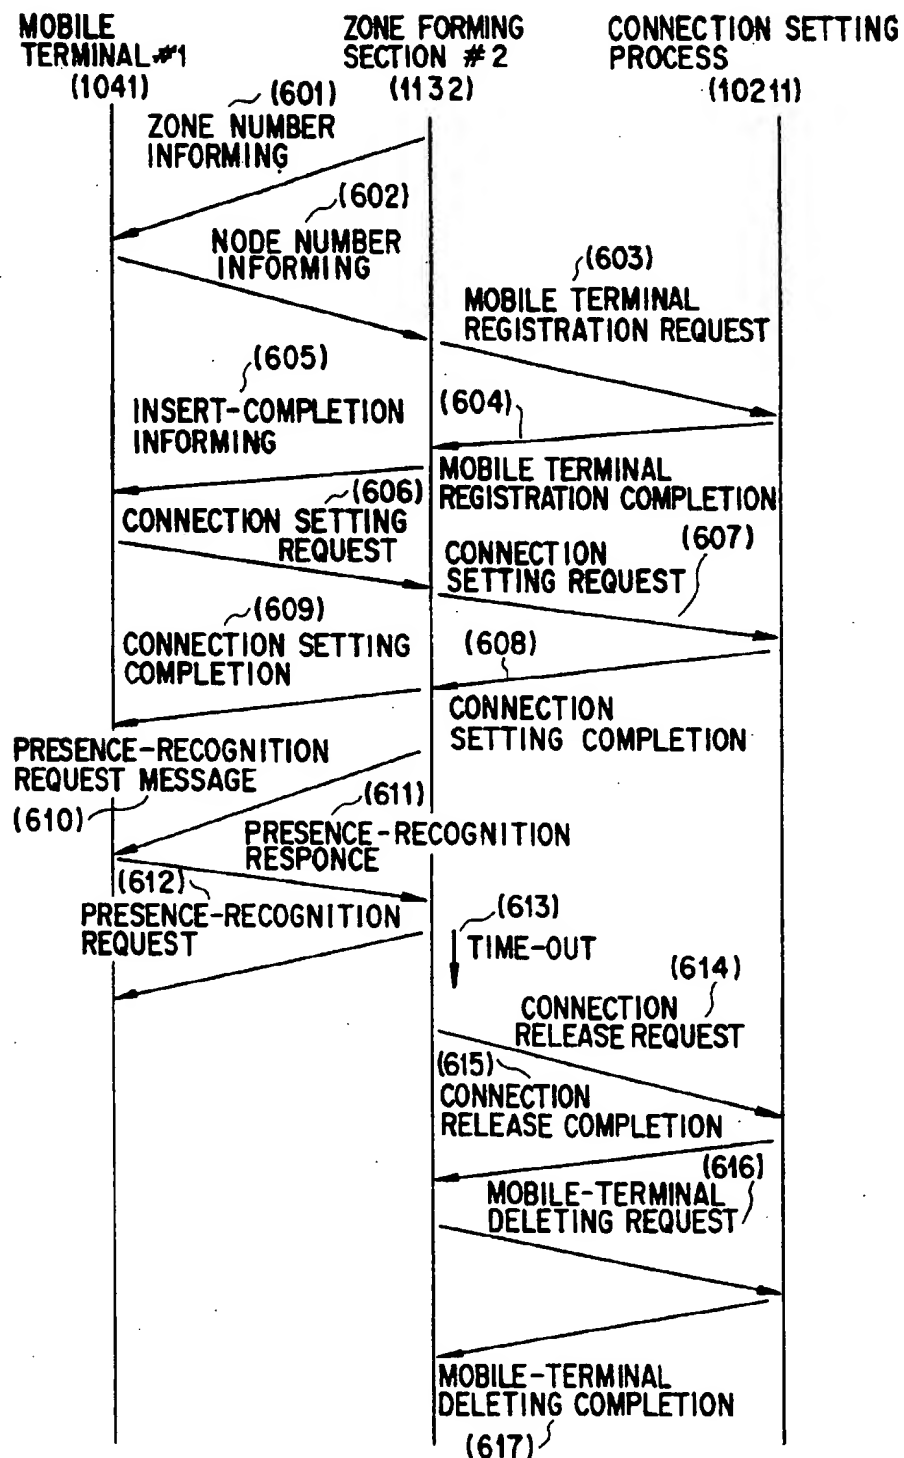 MOBILE
TERMINAL #1
(1041)
ZONE FORMING
SECTION #2
(1132)
CONNECTION SETTING
PROCESS
(10211)
(601)
ZONE NUMBER
INFORMING
(602)
NODE NUMBER
INFORMING
(603)
MOBILE TERMINAL
REGISTRATION REQUEST
(605)
INSERT-COMPLETION
INFORMING
(604)
MOBILE TERMINAL
REGISTRATION COMPLETION
(606)
CONNECTION SETTING
REQUEST
(607)
CONNECTION
SETTING REQUEST
(609)
CONNECTION SETTING
COMPLETION
(608)
CONNECTION
SETTING COMPLETION
PRESENCE-RECOGNITION
REQUEST MESSAGE
(610)
(611)
PRESENCE-RECOGNITION
RESPONCE
(612)
PRESENCE-RECOGNITION
REQUEST
(613)
TIME-OUT
(614)
CONNECTION
RELEASE REQUEST
(615)
CONNECTION
RELEASE COMPLETION
(616)
MOBILE-TERMINAL
DELETING REQUEST
MOBILE-TERMINAL
DELETING COMPLETION
(617)